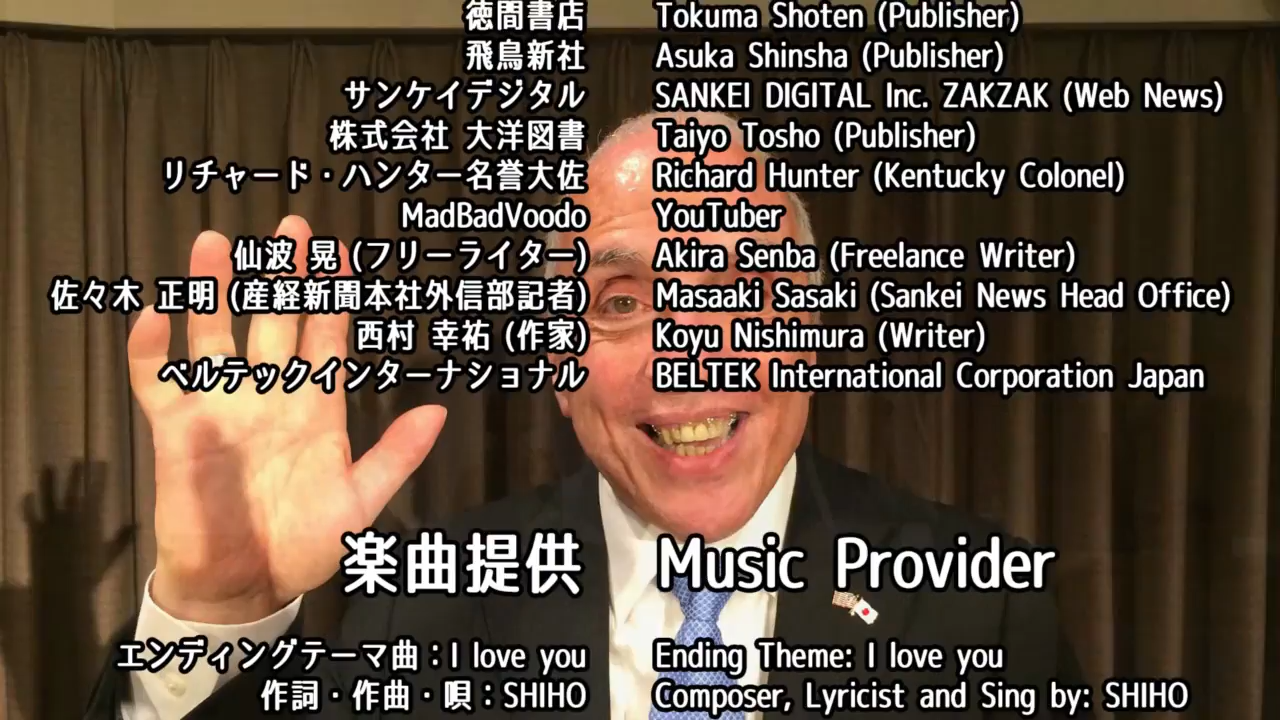 徳間書店 Tokuma Shoten (Publisher)
飛鳥新社 Asuka Shinsha (Publisher)
サンケイデジタル SANKEI DIGITAL Inc. ZAKZAK (Web News)
株式会社 大洋図書 Taiyo Tosho (Publisher)
リチャード・ハンター名誉大佐 Richard Hunter (Kentucky Colonel)
MadBadVoodo YouTuber
仙波 晃 (フリーライター) Akira Senba (Freelance Writer)
佐々木 正明 (産経新聞本社外信部記者) Masaaki Sasaki (Sankei News Head Office)
西村 幸祐 (作家) Koyu Nishimura (Writer)
ベルテックインターナショナル BELTEK International Corporation Japan
楽曲提供 Music Provider
エンディングテーマ曲：I love you Ending Theme: I love you
作詞・作曲・唄：SHIHO Composer, Lyricist and Sing by: SHIHO